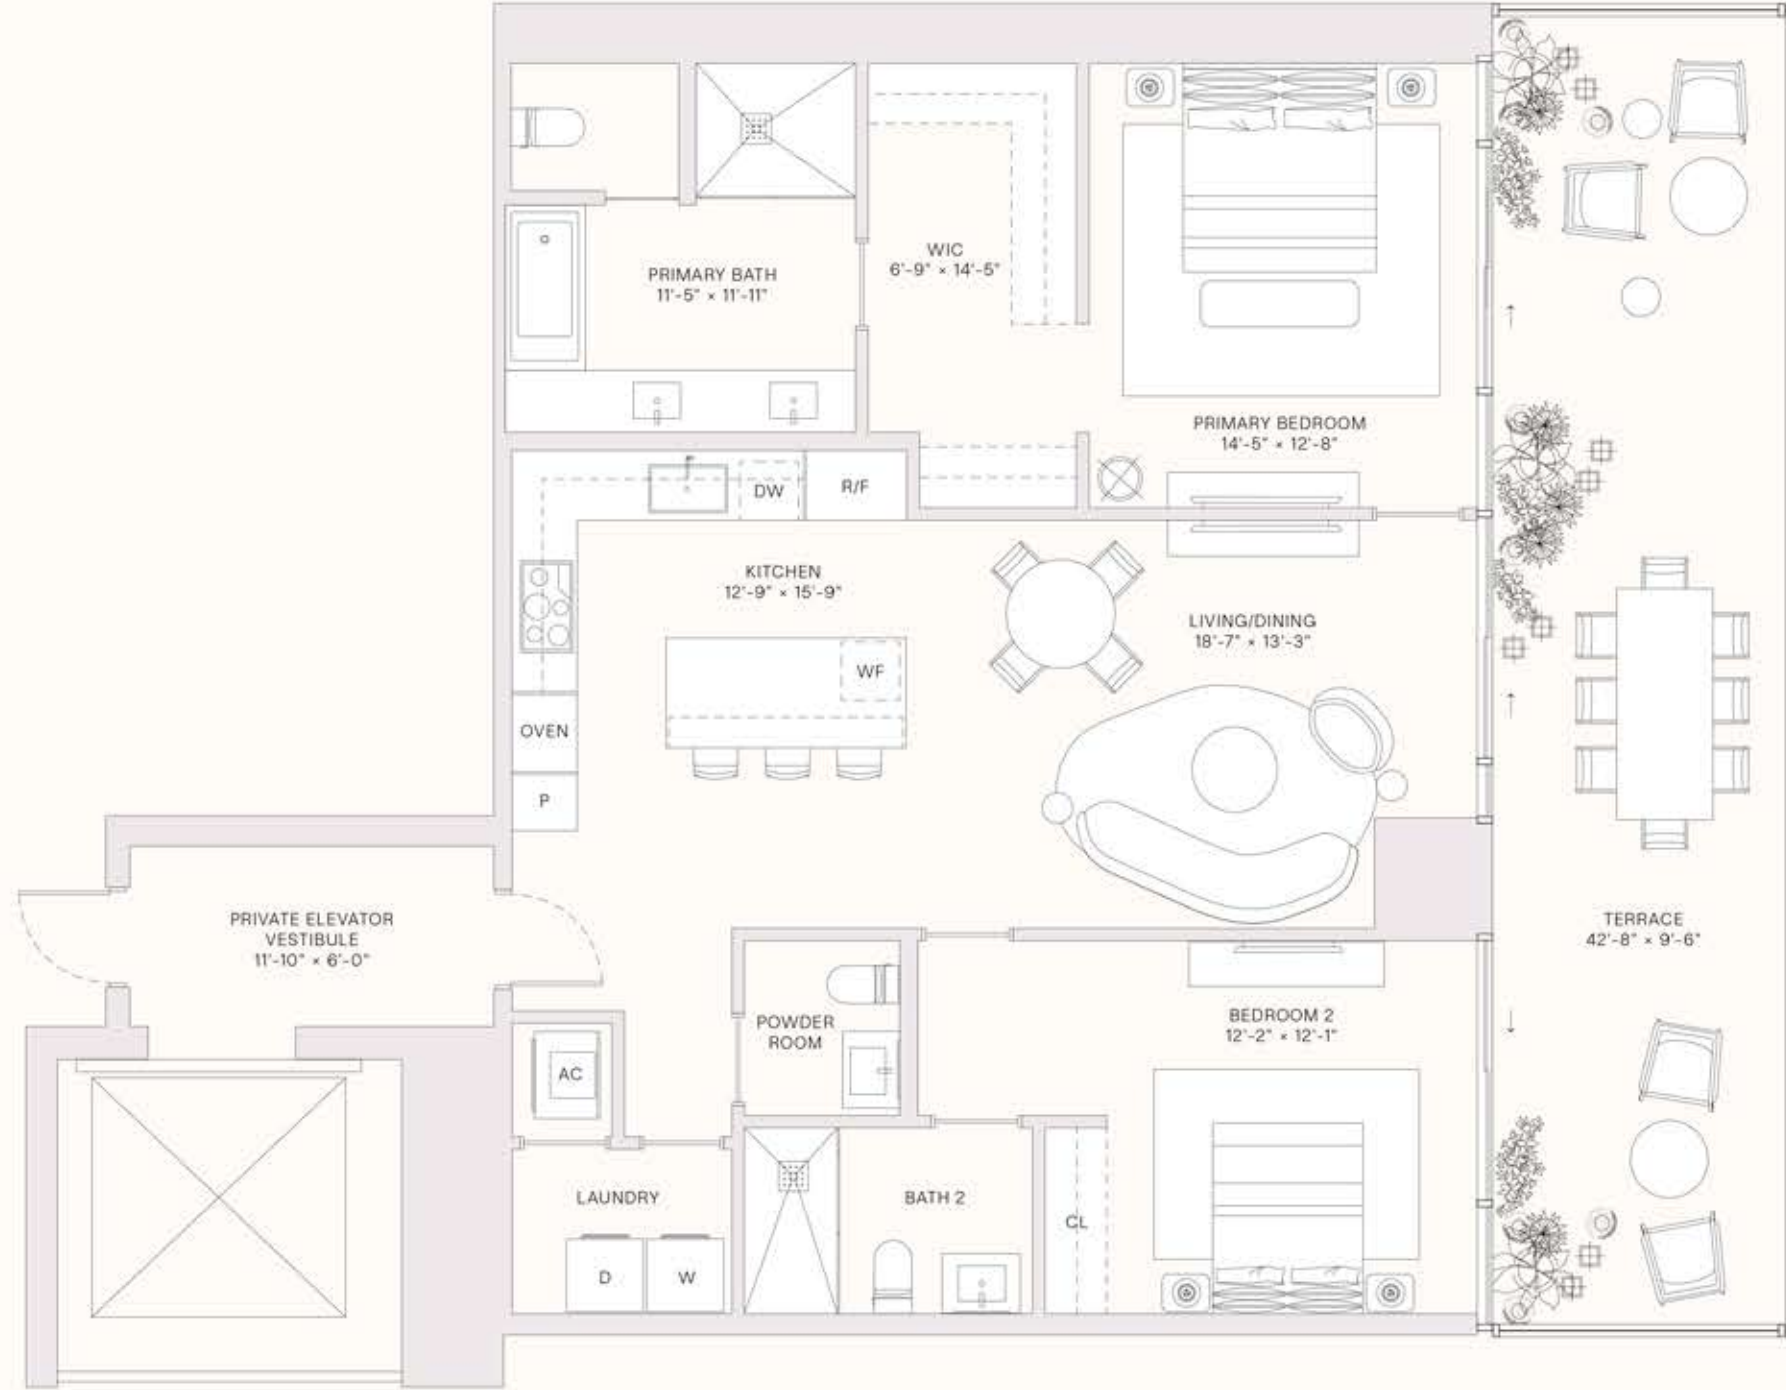 WIC
6'-9" × 14'-5"
PRIMARY BATH
11'-5" × 11'-11"
PRIMARY BEDROOM
14'-5" × 12'-8"
DW
R/F
KITCHEN
12'-9" × 15'-9"
LIVING/DINING
18'-7" × 13'-3"
WF
OVEN
P
PRIVATE ELEVATOR
VESTIBULE
11'-10" × 6'-0"
TERRACE
42'-8" × 9'-6"
POWDER
ROOM
BEDROOM 2
12'-2" × 12'-1"
AC
LAUNDRY
BATH 2
CL
D
W